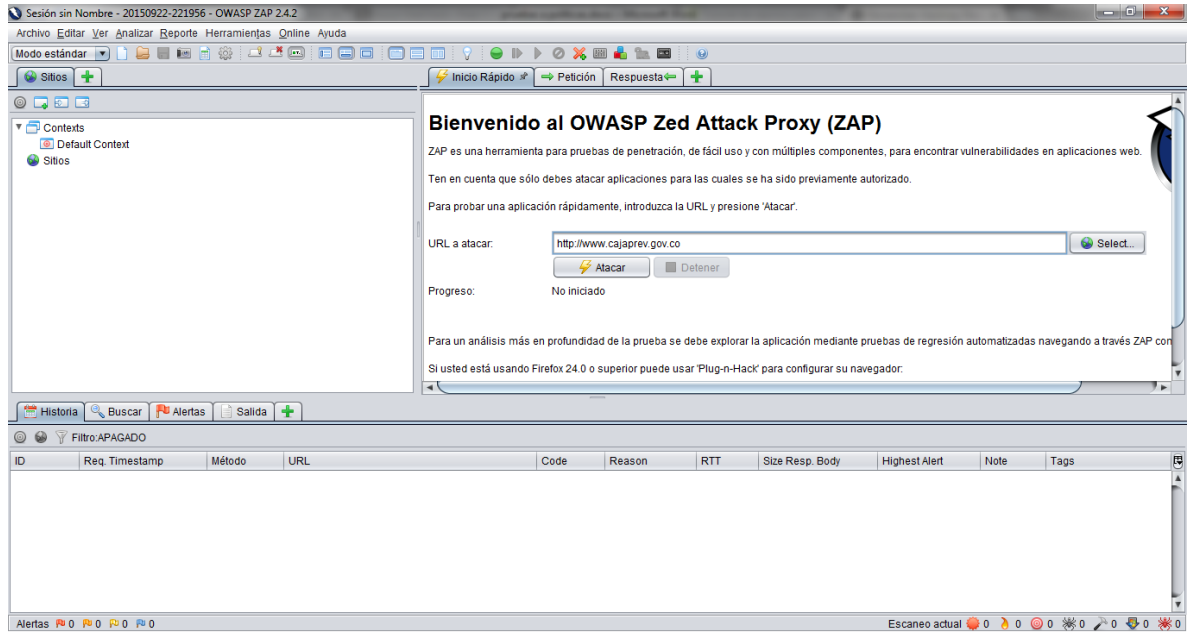 Sesión sin Nombre - 20150922-221956 - OWASP ZAP 2.4.2
Archivo Editar Ver Analizar Reporte Herramientas Online Ayuda
Modo estándar
Sitios
Inicio Rápido Petición Respuesta
Contexts
Default Context
Sitios
Bienvenido al OWASP Zed Attack Proxy (ZAP)
ZAP es una herramienta para pruebas de penetración, de fácil uso y con múltiples componentes, para encontrar vulnerabilidades en aplicaciones web.
Ten en cuenta que sólo debes atacar aplicaciones para las cuales se ha sido previamente autorizado.
Para probar una aplicación rápidamente, introduzca la URL y presione 'Atacar'.
URL a atacar: http://www.cajaprev.gov.co Select...
Atacar Detener
Progreso: No iniciado
Para un análisis más en profundidad de la prueba se debe explorar la aplicación mediante pruebas de regresión automatizadas navegando a través ZAP con
Si usted está usando Firefox 24.0 o superior puede usar 'Plug-n-Hack' para configurar su navegador:
Historia Buscar Alertas Salida
Filtro:APAGADO
ID Req. Timestamp Método URL Code Reason RTT Size Resp. Body Highest Alert Note Tags
Alertas 0 0 0 0 Escaneo actual 0 0 0 0 0 0 0